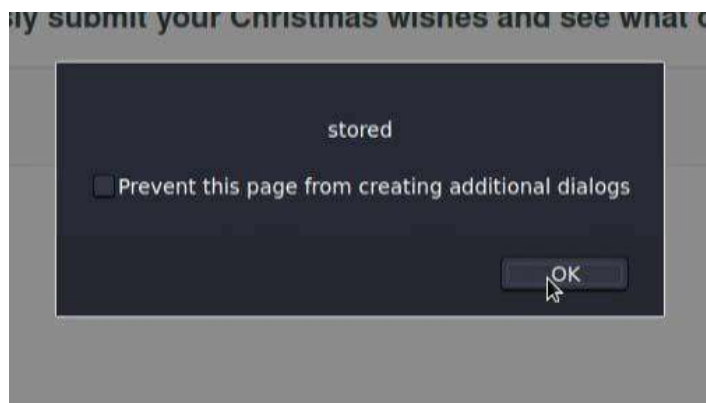 submit your Christmas wishes and see what
stored
Prevent this page from creating additional dialogs
OK